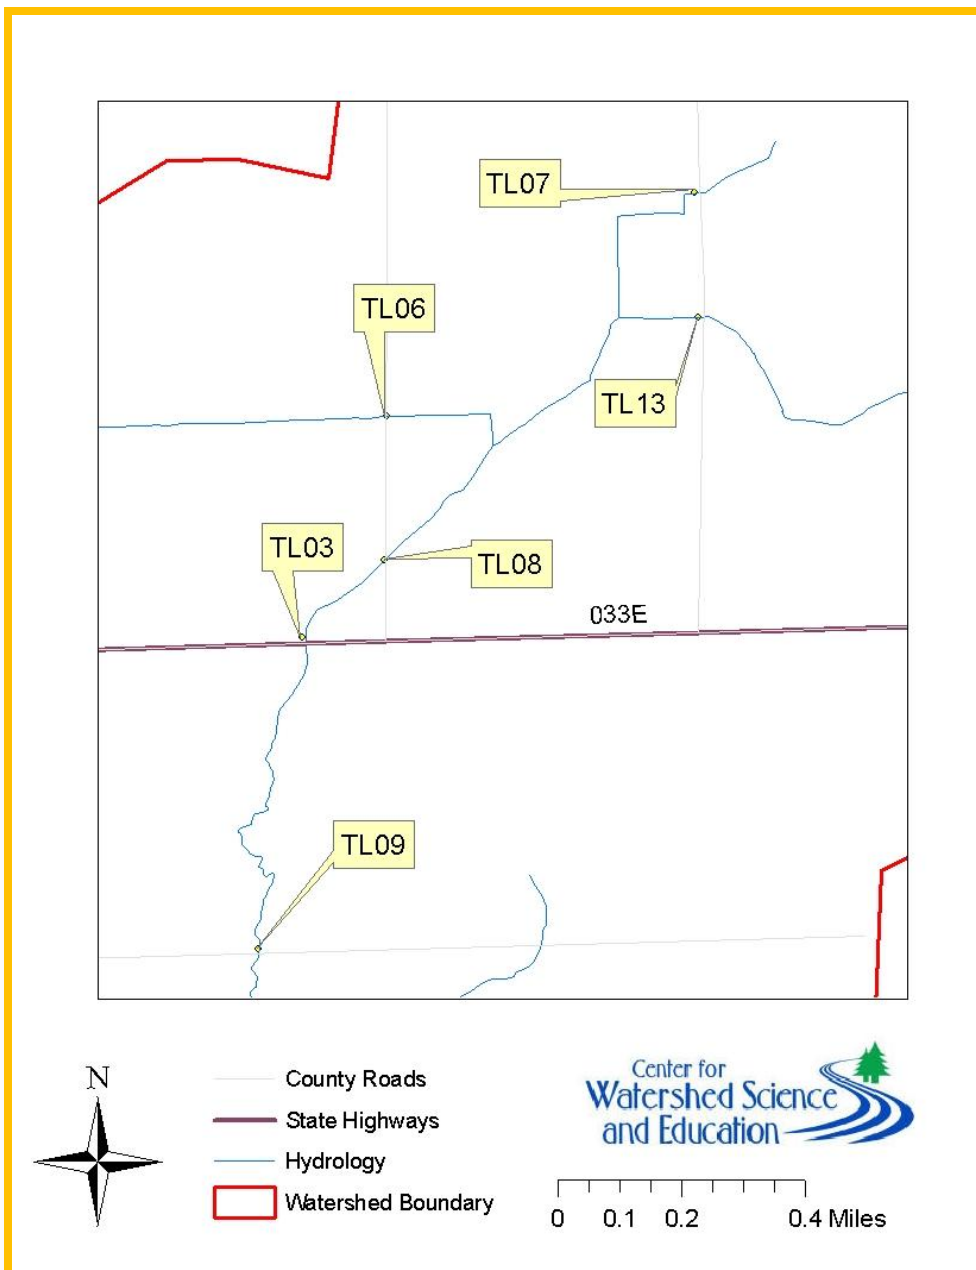 TL07
TL06
TL13
TL03
TL08
033E
TL09
N
County Roads
State Highways
Hydrology
Watershed Boundary
Center for
Watershed Science
and Education
0 0.1 0.2 0.4 Miles